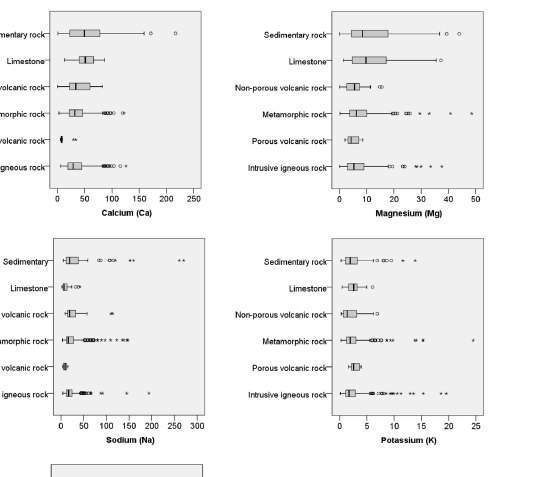 mentary rock
Limestone
volcanic rock
morphic rock
volcanic rock
igneous rock
0 50 100 150 200 250
Calcium (Ca)
Sedimentary rock
Limestone
Non-porous volcanic rock
Metamorphic rock
Porous volcanic rock
Intrusive igneous rock
0 10 20 30 40 50
Magnesium (Mg)
Sedimentary
Limestone
volcanic rock
amorphic rock
volcanic rock
igneous rock
0 50 100 150 200 250 300
Sodium (Na)
Sedimentary rock
Limestone
Non-porous volcanic rock
Metamorphic rock
Porous volcanic rock
Intrusive igneous rock
0 5 10 15 20 25
Potassium (K)